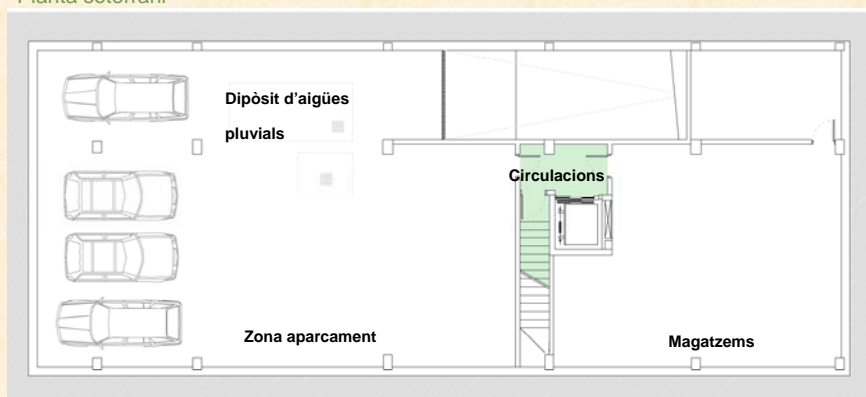 Planta soterrani
Dipòsit d'aigües
pluvials
Circulacions
Zona aparcament
Magatzems